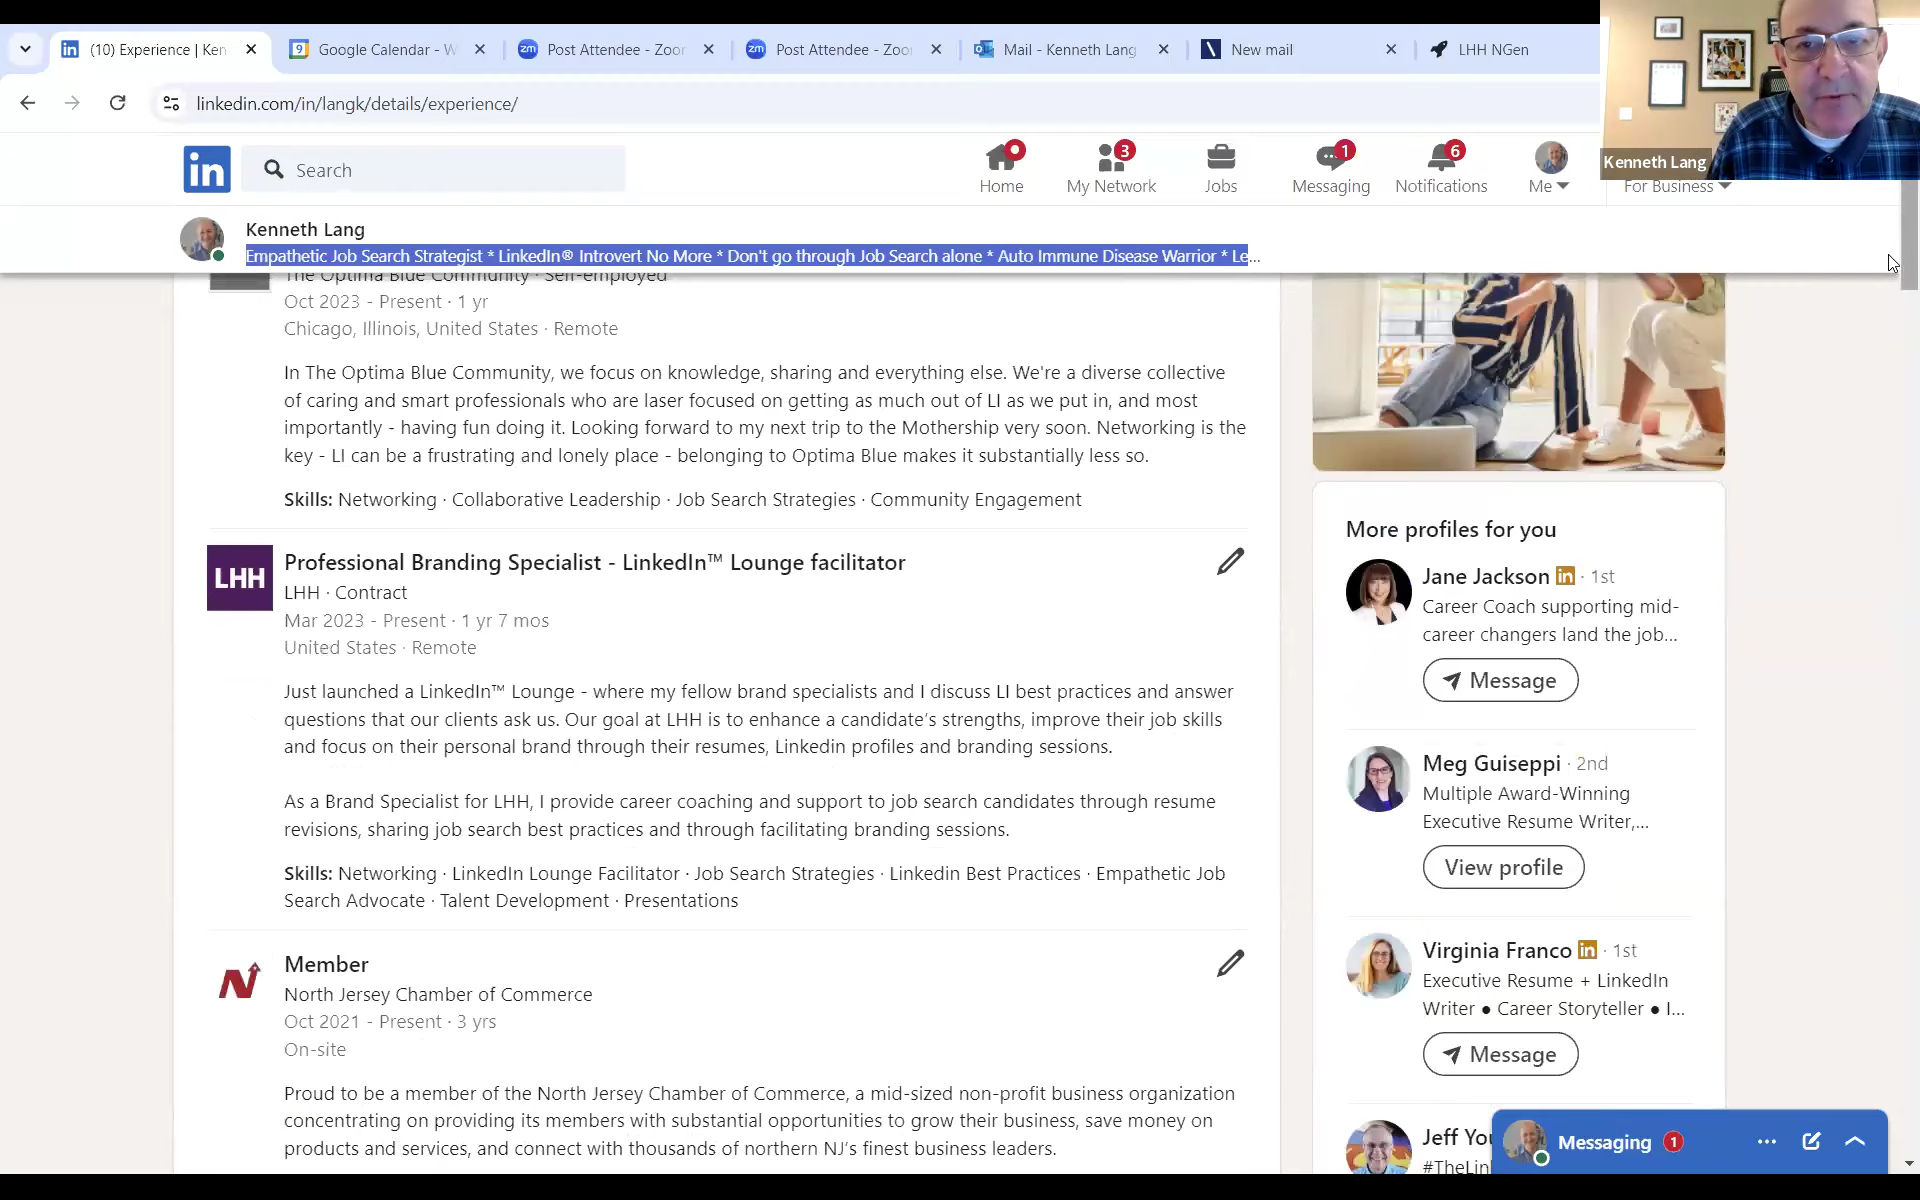 (10) Experience | Ken
Google Calendar - W
Post Attendee - Zoo
Post Attendee - Zoo
Mail - Kenneth Lang
New mail
LHH NGen
linkedin.com/in/langk/details/experience/
Kenneth Lang
in
Search
Home
3
My Network
Jobs
1
Messaging
6
Notifications
Me
For Business
Kenneth Lang
Empathetic Job Search Strategist * LinkedIn® Introvert No More * Don't go through Job Search alone * Auto Immune Disease Warrior * Le...
The Optima Blue Community · Self-employed
Oct 2023 - Present · 1 yr
Chicago, Illinois, United States · Remote
In The Optima Blue Community, we focus on knowledge, sharing and everything else. We're a diverse collective
of caring and smart professionals who are laser focused on getting as much out of LI as we put in, and most
importantly - having fun doing it. Looking forward to my next trip to the Mothership very soon. Networking is the
key - LI can be a frustrating and lonely place - belonging to Optima Blue makes it substantially less so.
Skills: Networking · Collaborative Leadership · Job Search Strategies · Community Engagement
LHH
Professional Branding Specialist - LinkedIn™ Lounge facilitator
LHH · Contract
Mar 2023 - Present · 1 yr 7 mos
United States · Remote
Just launched a LinkedIn™ Lounge - where my fellow brand specialists and I discuss LI best practices and answer
questions that our clients ask us. Our goal at LHH is to enhance a candidate's strengths, improve their job skills
and focus on their personal brand through their resumes, Linkedin profiles and branding sessions.
As a Brand Specialist for LHH, I provide career coaching and support to job search candidates through resume
revisions, sharing job search best practices and through facilitating branding sessions.
Skills: Networking · LinkedIn Lounge Facilitator · Job Search Strategies · Linkedin Best Practices · Empathetic Job
Search Advocate · Talent Development · Presentations
Member
North Jersey Chamber of Commerce
Oct 2021 - Present · 3 yrs
On-site
Proud to be a member of the North Jersey Chamber of Commerce, a mid-sized non-profit business organization
concentrating on providing its members with substantial opportunities to grow their business, save money on
products and services, and connect with thousands of northern NJ's finest business leaders.
More profiles for you
Jane Jackson in · 1st
Career Coach supporting mid-
career changers land the job...
Message
Meg Guiseppi · 2nd
Multiple Award-Winning
Executive Resume Writer,...
View profile
Virginia Franco in · 1st
Executive Resume + LinkedIn
Writer ● Career Storyteller ● I...
Message
Jeff You
#TheLin
Messaging 1